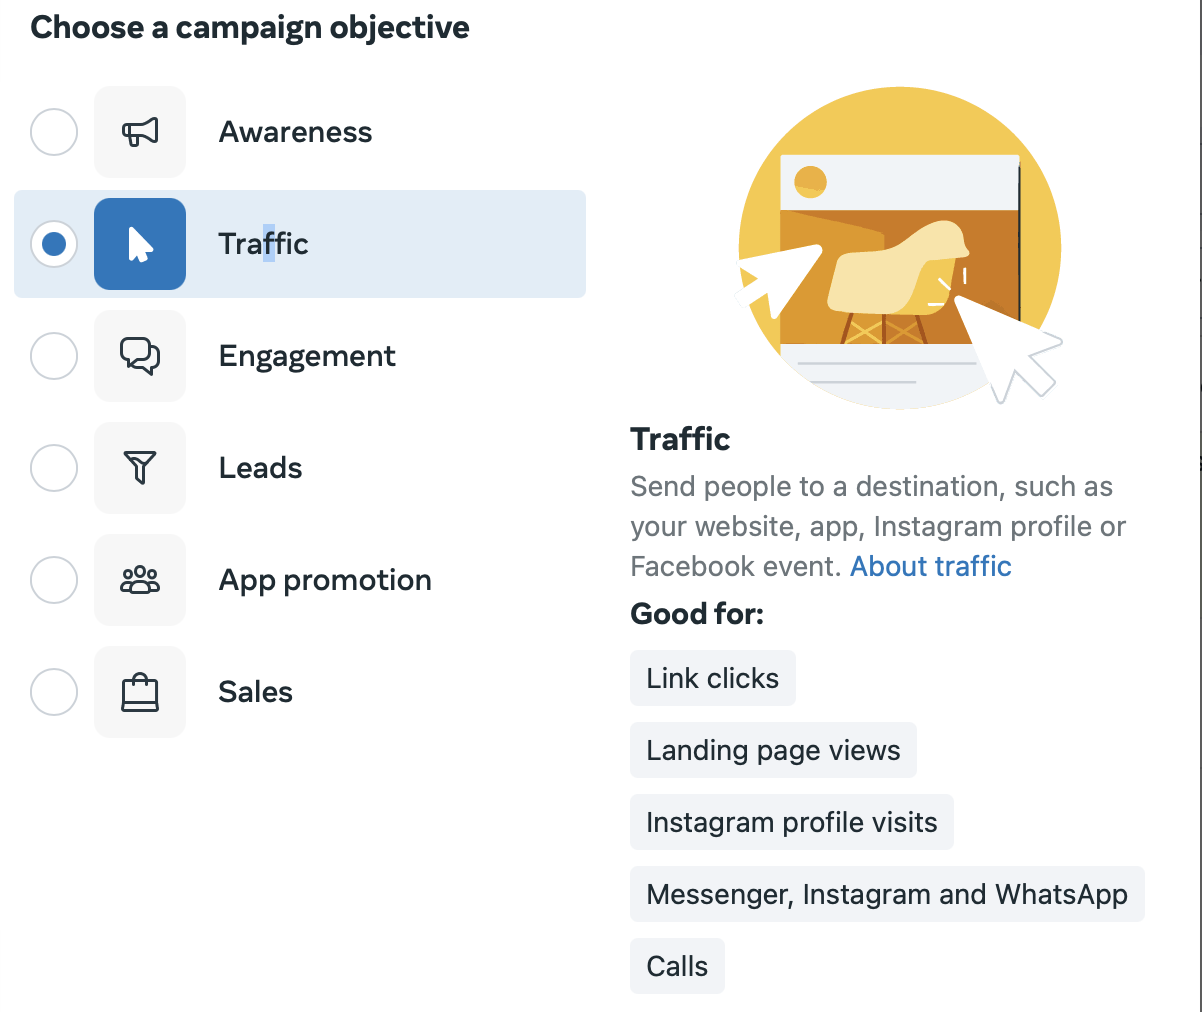 Choose a campaign objective
Awareness
Traffic
Engagement
Leads
App promotion
Sales
Traffic
Send people to a destination, such as
your website, app, Instagram profile or
Facebook event. About traffic
Good for:
Link clicks
Landing page views
Instagram profile visits
Messenger, Instagram and WhatsApp
Calls